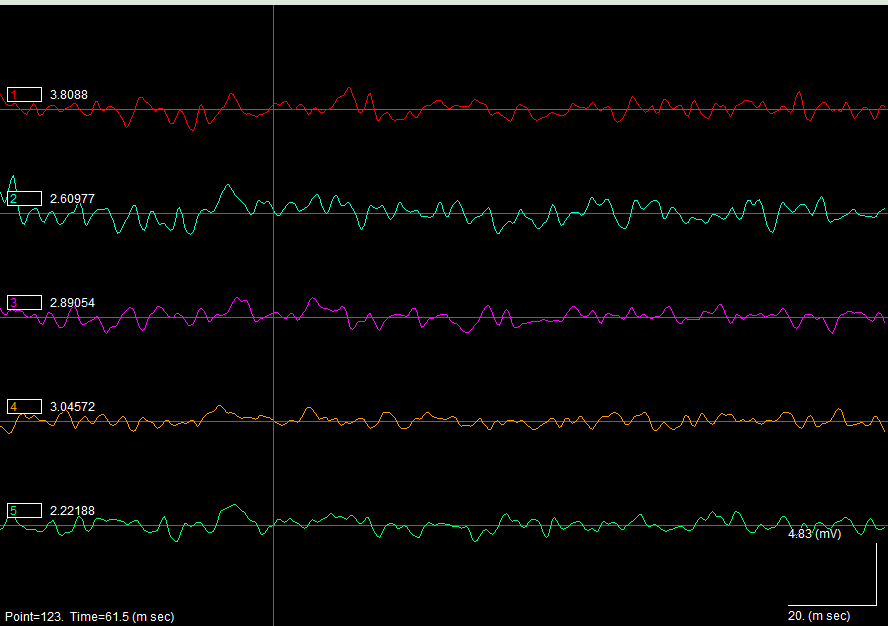 1 3.8088
2 2.60977
3 2.89054
4 3.04572
5 2.22188
4.83 (mV)
20. (m sec)
Point=123. Time=61.5 (m sec)